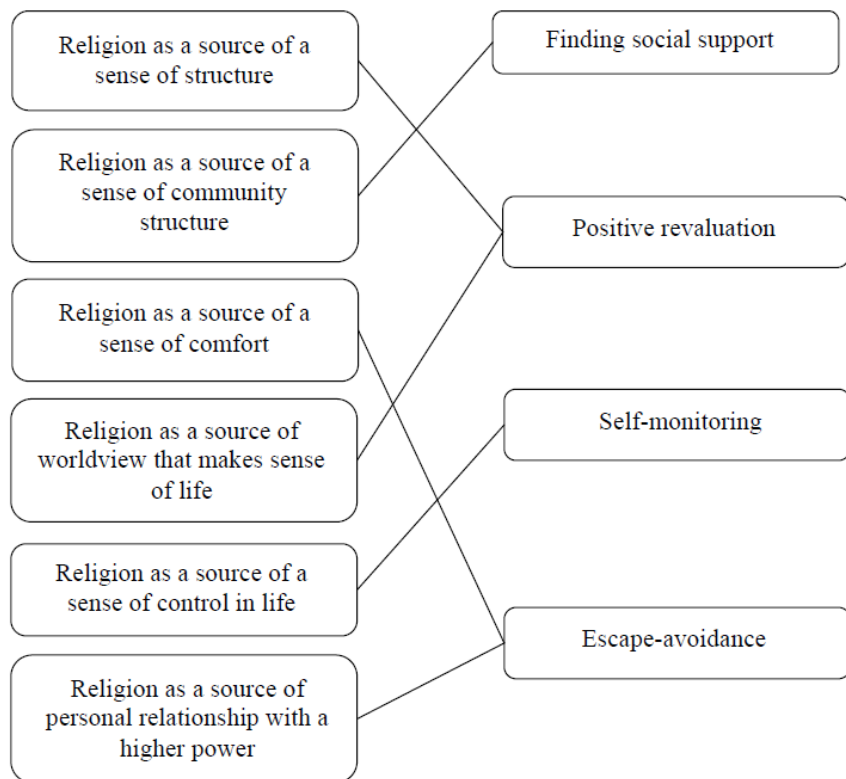 Religion as a source of a
sense of structure
Religion as a source of a
sense of community
structure
Religion as a source of a
sense of comfort
Religion as a source of
worldview that makes sense
of life
Religion as a source of a
sense of control in life
Religion as a source of
personal relationship with a
higher power
Finding social support
Positive revaluation
Self-monitoring
Escape-avoidance